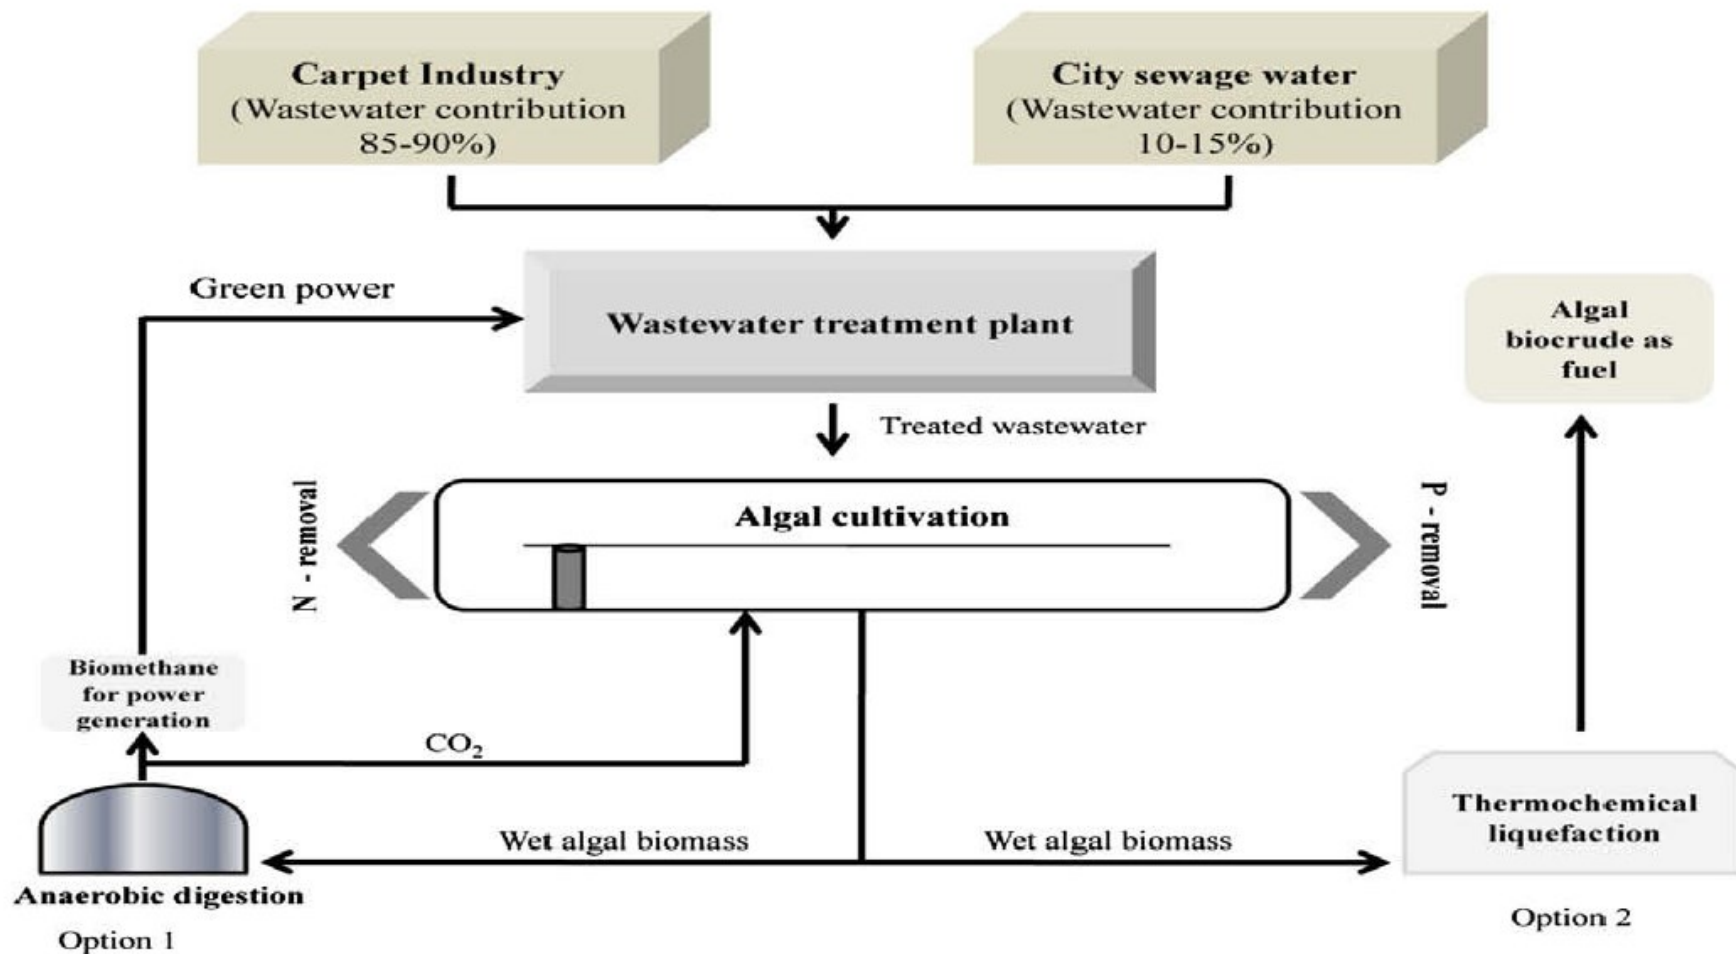 Carpet Industry
(Wastewater contribution
85-90%)
City sewage water
(Wastewater contribution
10-15%)
Green power
Wastewater treatment plant
Algal
biocrude as
fuel
Treated wastewater
N - removal
Algal cultivation
P - removal
Biomethane
for power
generation
CO₂
Wet algal biomass
Wet algal biomass
Thermochemical
liquefaction
Anaerobic digestion
Option 1
Option 2